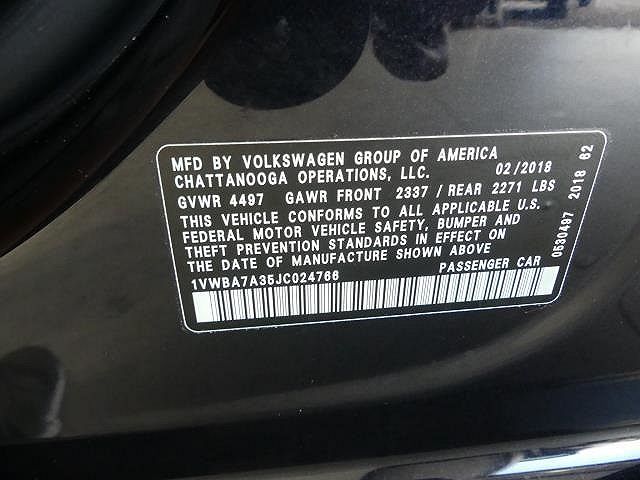 MFD BY VOLKSWAGEN GROUP OF AMERICA
CHATTANOOGA OPERATIONS, LLC. 02/2018
GVWR 4497 GAWR FRONT 2337 / REAR 2271 LBS
THIS VEHICLE CONFORMS TO ALL APPLICABLE U.S.
FEDERAL MOTOR VEHICLE SAFETY, BUMPER AND
THEFT PREVENTION STANDARDS IN EFFECT ON
THE DATE OF MANUFACTURE SHOWN ABOVE
1VWBA7A35JC024766 PASSENGER CAR
0630497 2018 62